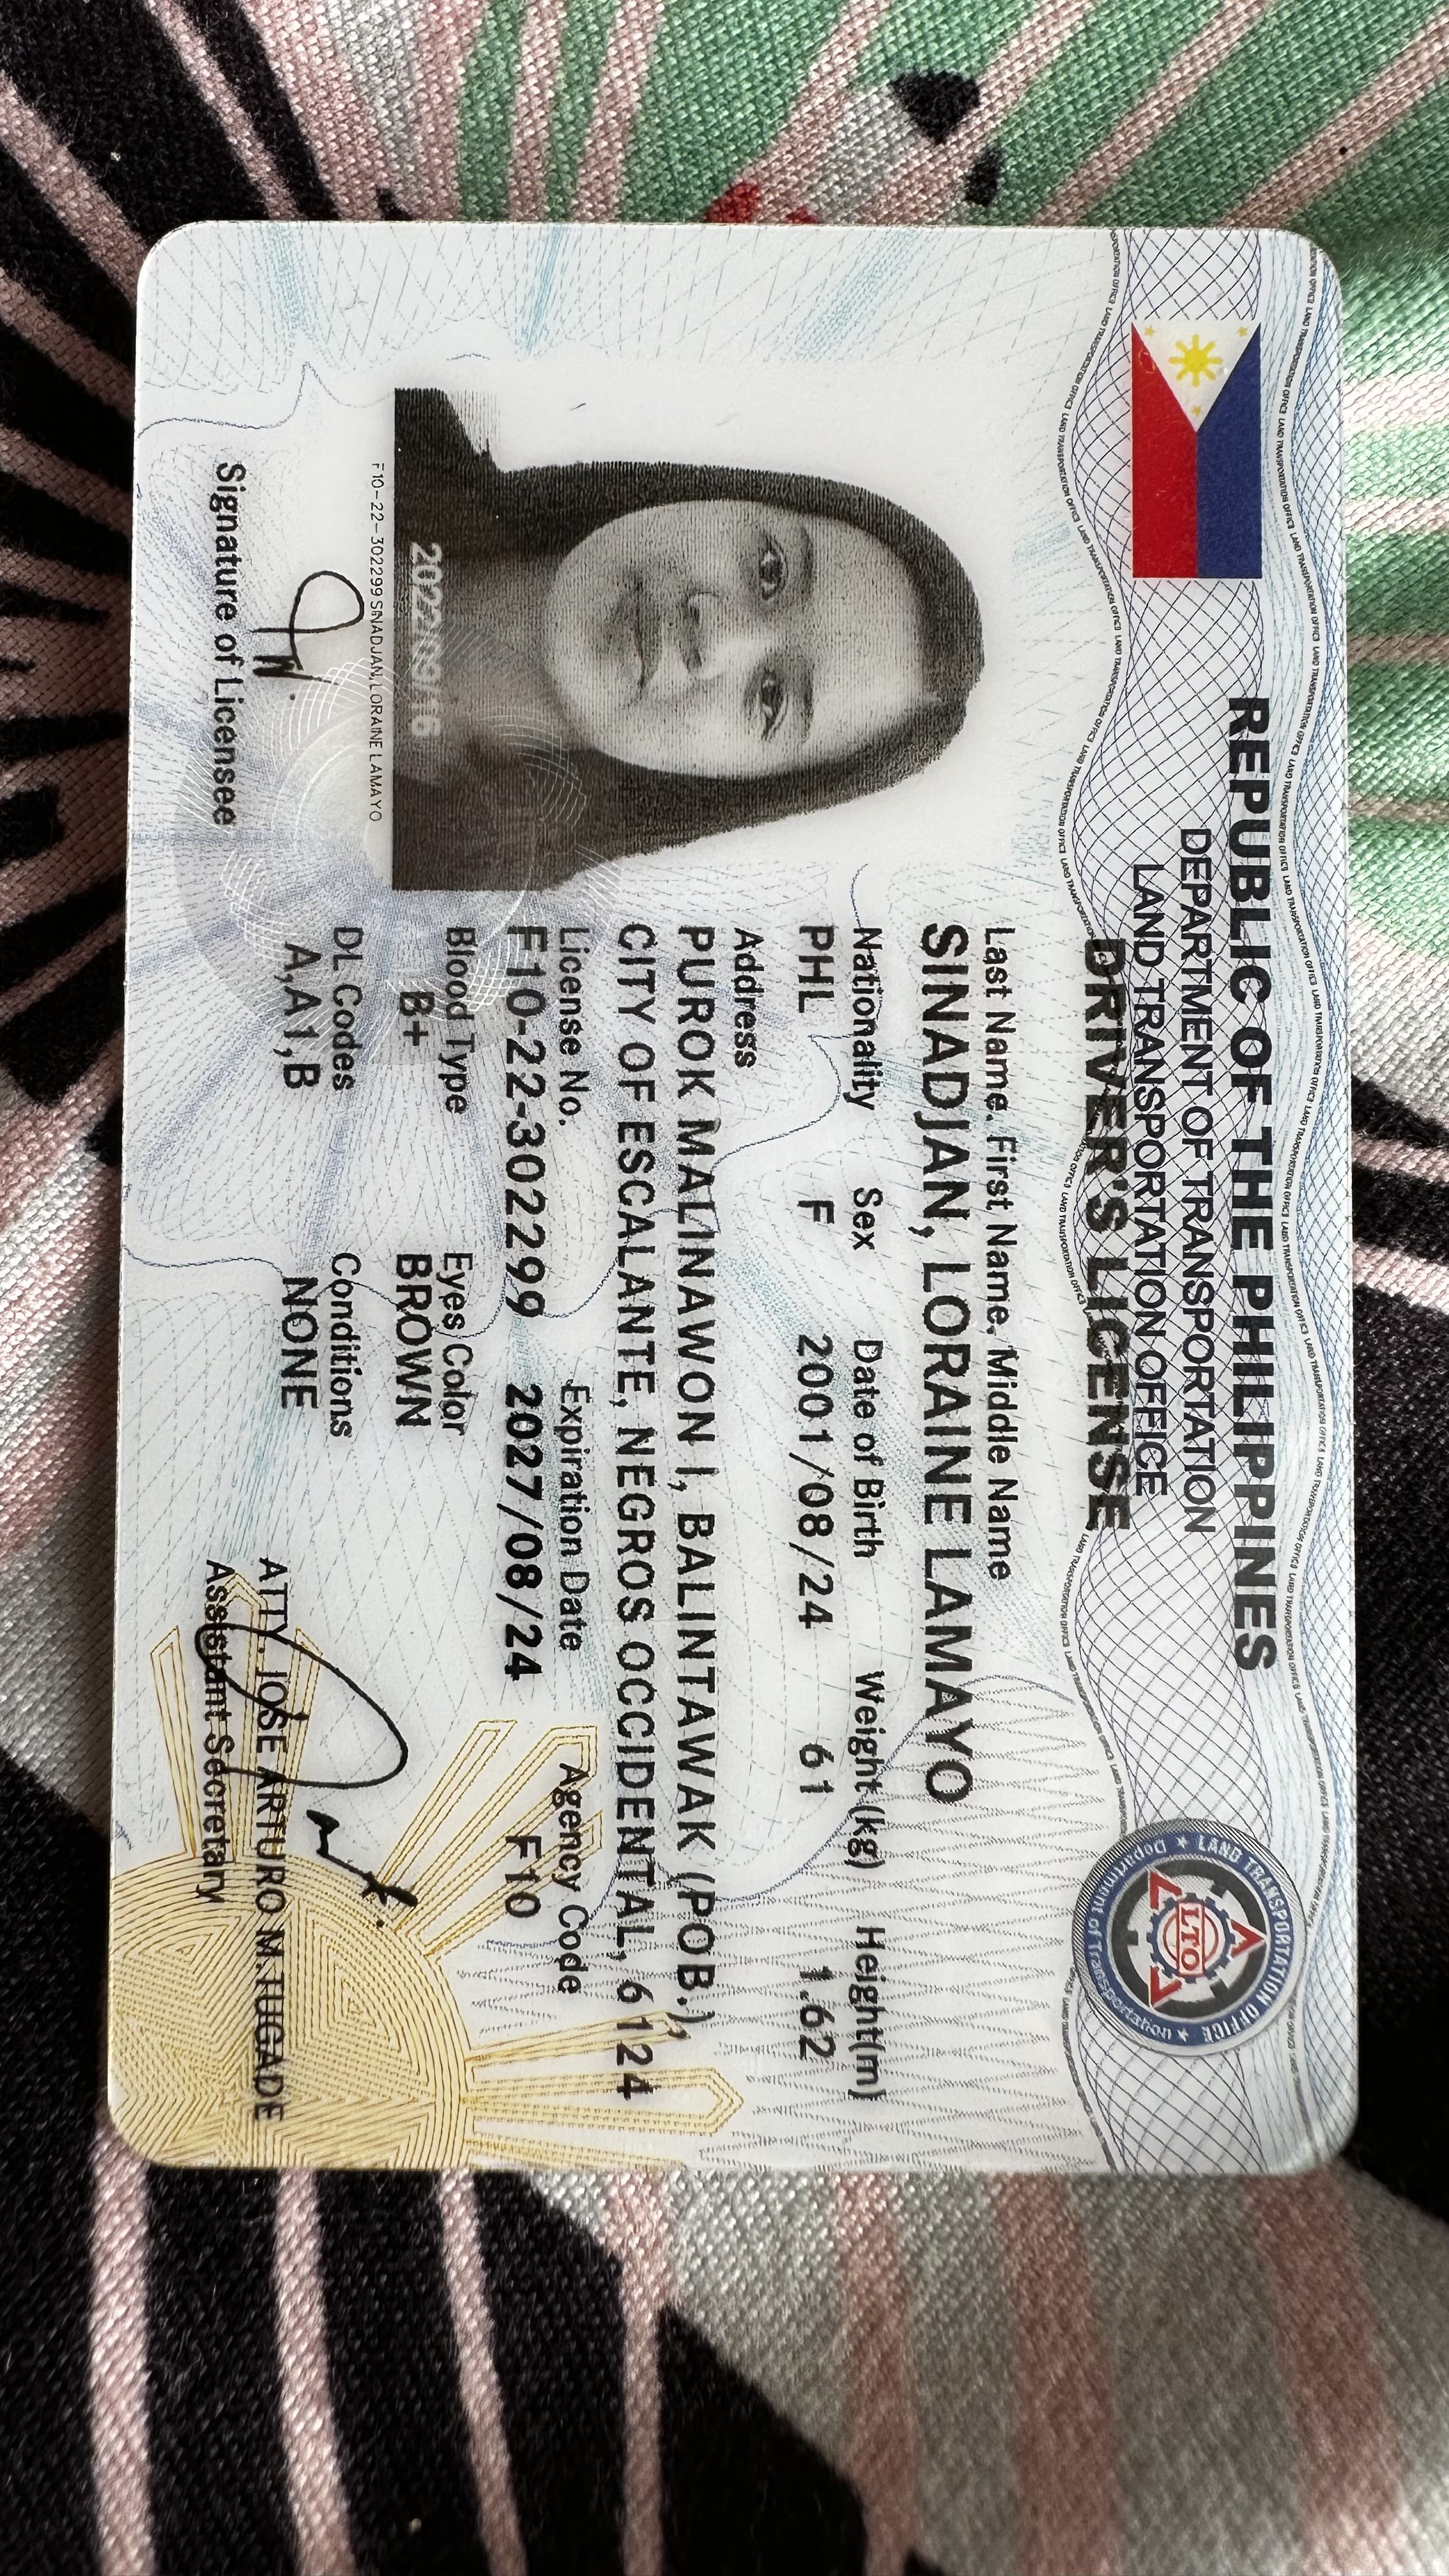 REPUBLIC OF THE PHILIPPINES
DEPARTMENT OF TRANSPORTATION
LAND TRANSPORTATION OFFICE
DRIVER'S LICENSE
LAND TRANSPORTATION OFFICE
Department of Transportation
LTO
Last Name, First Name, Middle Name
SINADJAN, LORAINE LAMAYO
Nationality Sex Date of Birth Weight (kg) Height(m)
PHL F 2001/08/24 61 1.62
Address
PUROK MALINAWON I, BALINTAWAK (POB.),
CITY OF ESCALANTE, NEGROS OCCIDENTAL, 6124
License No. Expiration Date Agency Code
F10-22-302299 2027/08/24 F10
Blood Type Eyes Color
B+ BROWN
DL Codes Conditions
A,A1,B NONE
2022/09/16
F10-22-302299 SINADJAN, LORAINE LAMAYO
Signature of Licensee
ATTY. JOSE ARTURO M. TUGADE
Assistant Secretary